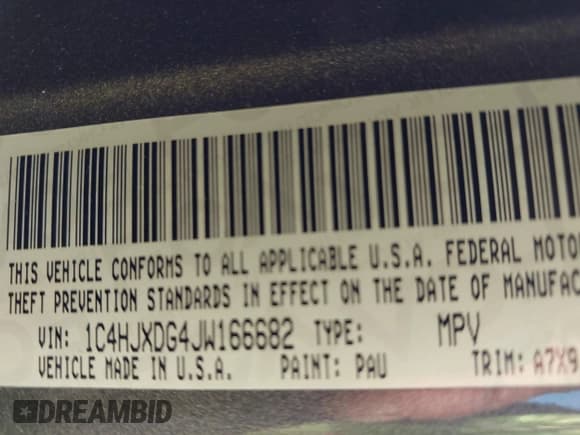 THIS VEHICLE CONFORMS TO ALL APPLICABLE U.S.A. FEDERAL MOTO
THEFT PREVENTION STANDARDS IN EFFECT ON THE DATE OF MANUFAC
VIN: 1C4HJXDG4JW166682 TYPE: MPV
VEHICLE MADE IN U.S.A. PAINT: PAU TRIM: A7X9
DREAMBID